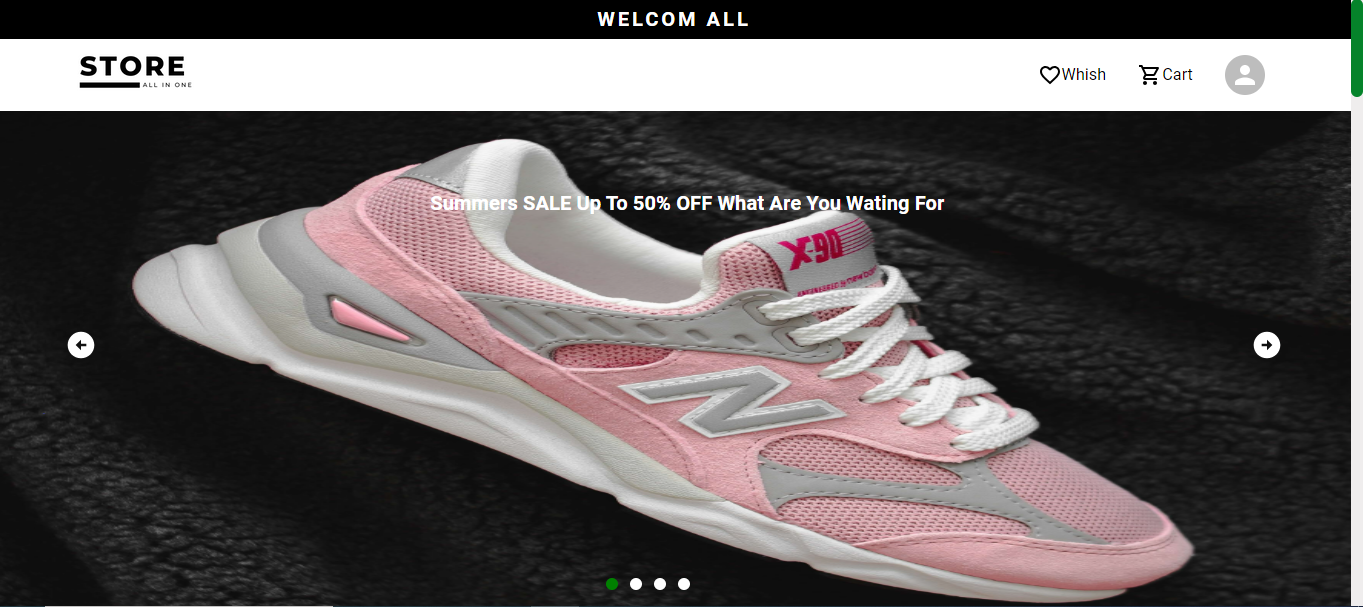 WELCOM ALL
STORE
ALL IN ONE
Whish
Cart
Summers SALE Up To 50% OFF What Are You Wating For
X-90
N